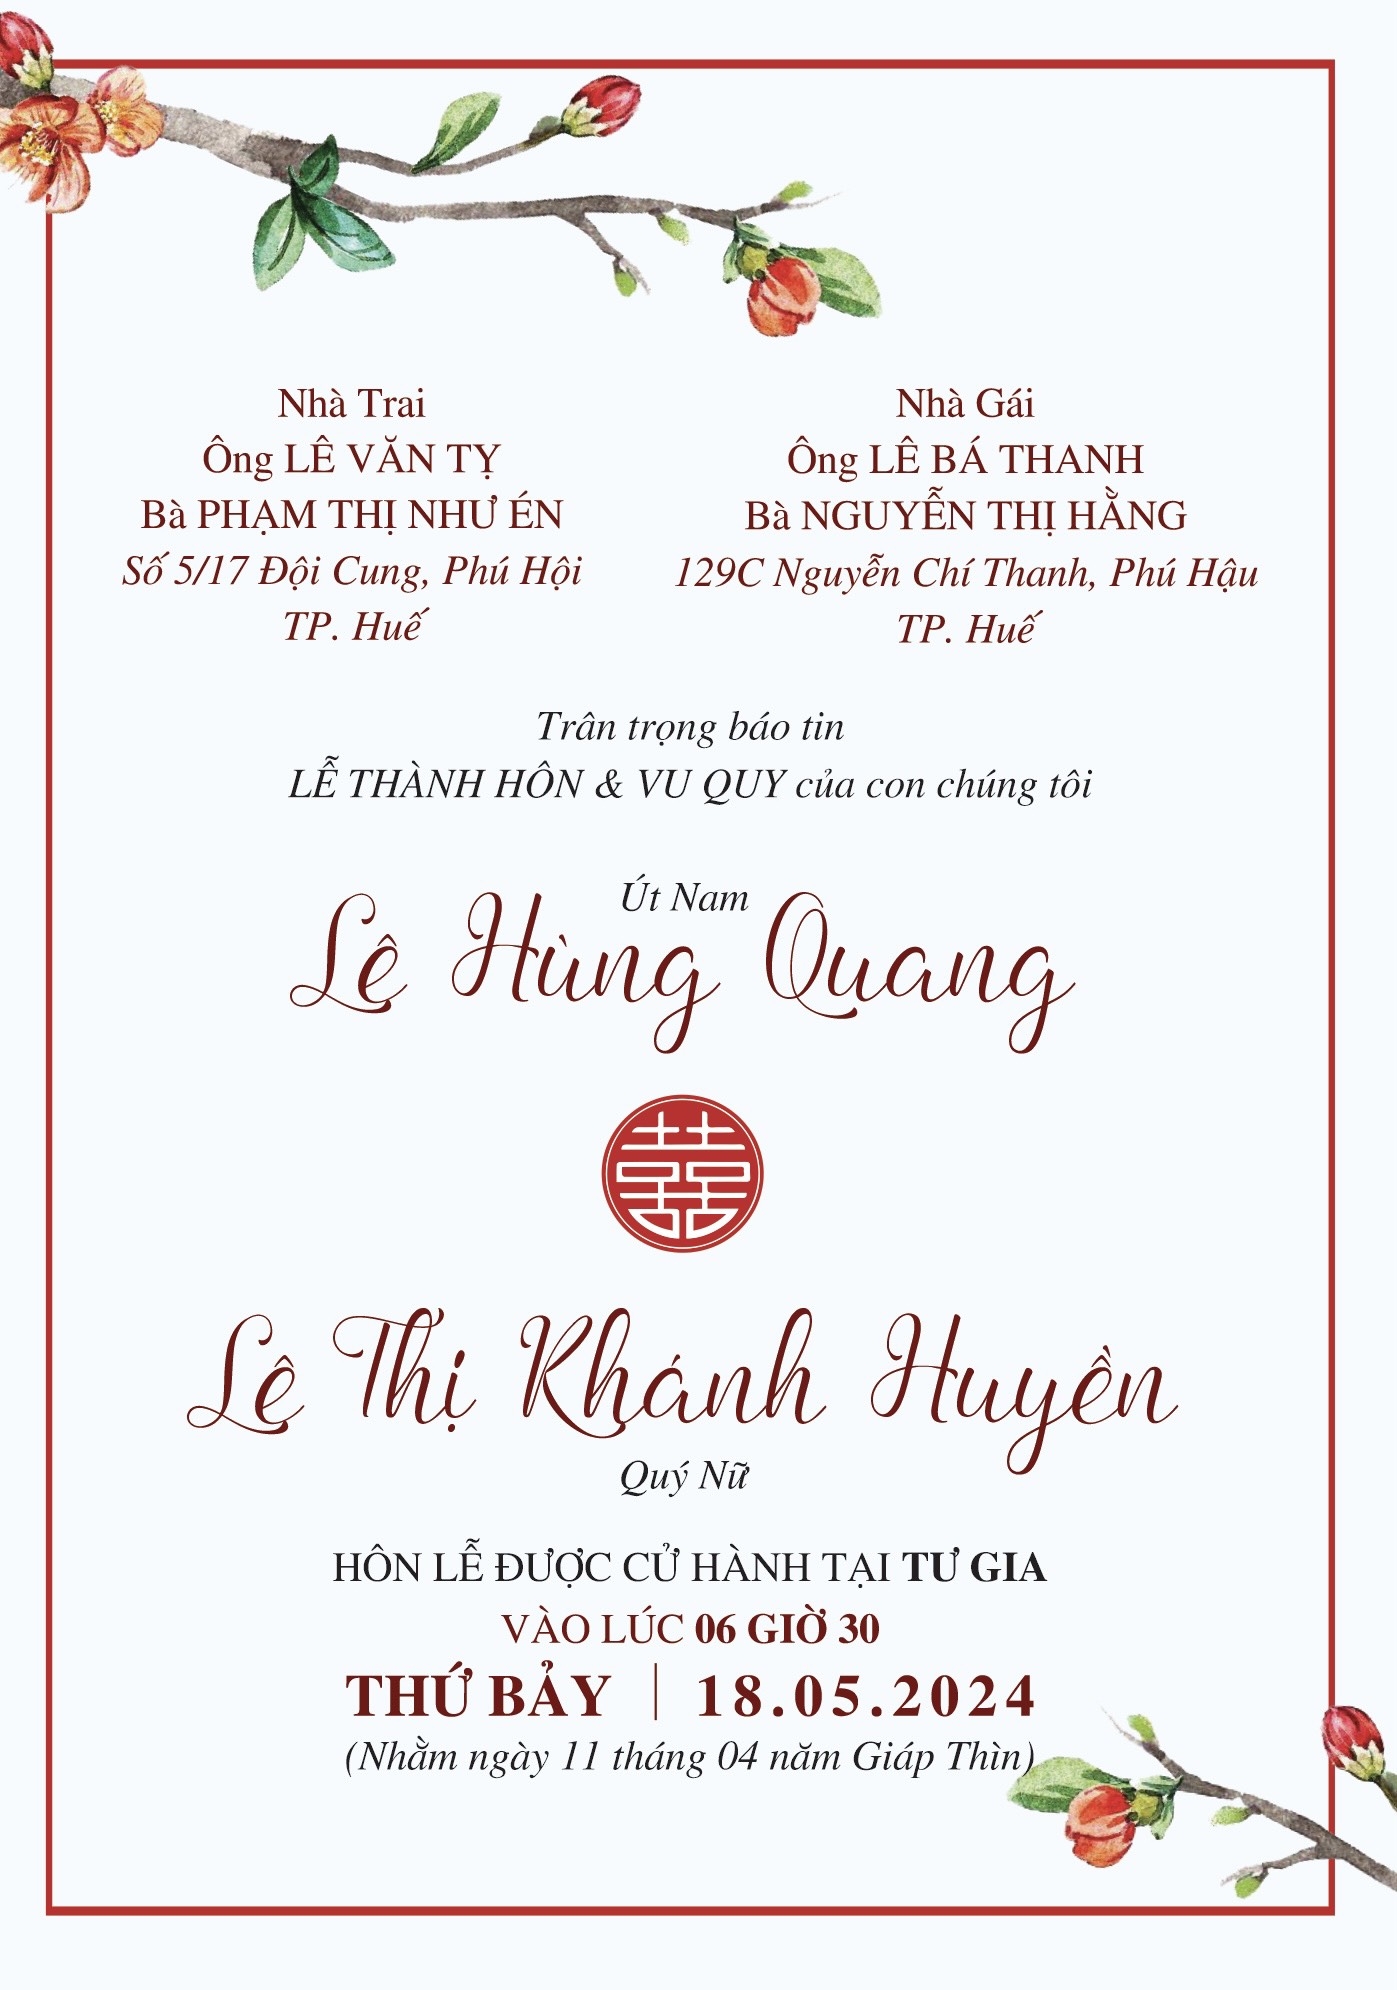 Nhà Trai
Ông LÊ VĂN TỴ
Bà PHẠM THỊ NHƯ ÉN
Số 5/17 Đội Cung, Phú Hội
TP. Huế
Nhà Gái
Ông LÊ BÁ THANH
Bà NGUYỄN THỊ HẰNG
129C Nguyễn Chí Thanh, Phú Hậu
TP. Huế
Trân trọng báo tin
LỄ THÀNH HÔN & VU QUY của con chúng tôi
Út Nam
Lê Hùng Quang
囍
Lê Thị Khánh Huyền
Quý Nữ
HÔN LỄ ĐƯỢC CỬ HÀNH TẠI TƯ GIA
VÀO LÚC 06 GIỜ 30
THỨ BẢY | 18.05.2024
(Nhằm ngày 11 tháng 04 năm Giáp Thìn)